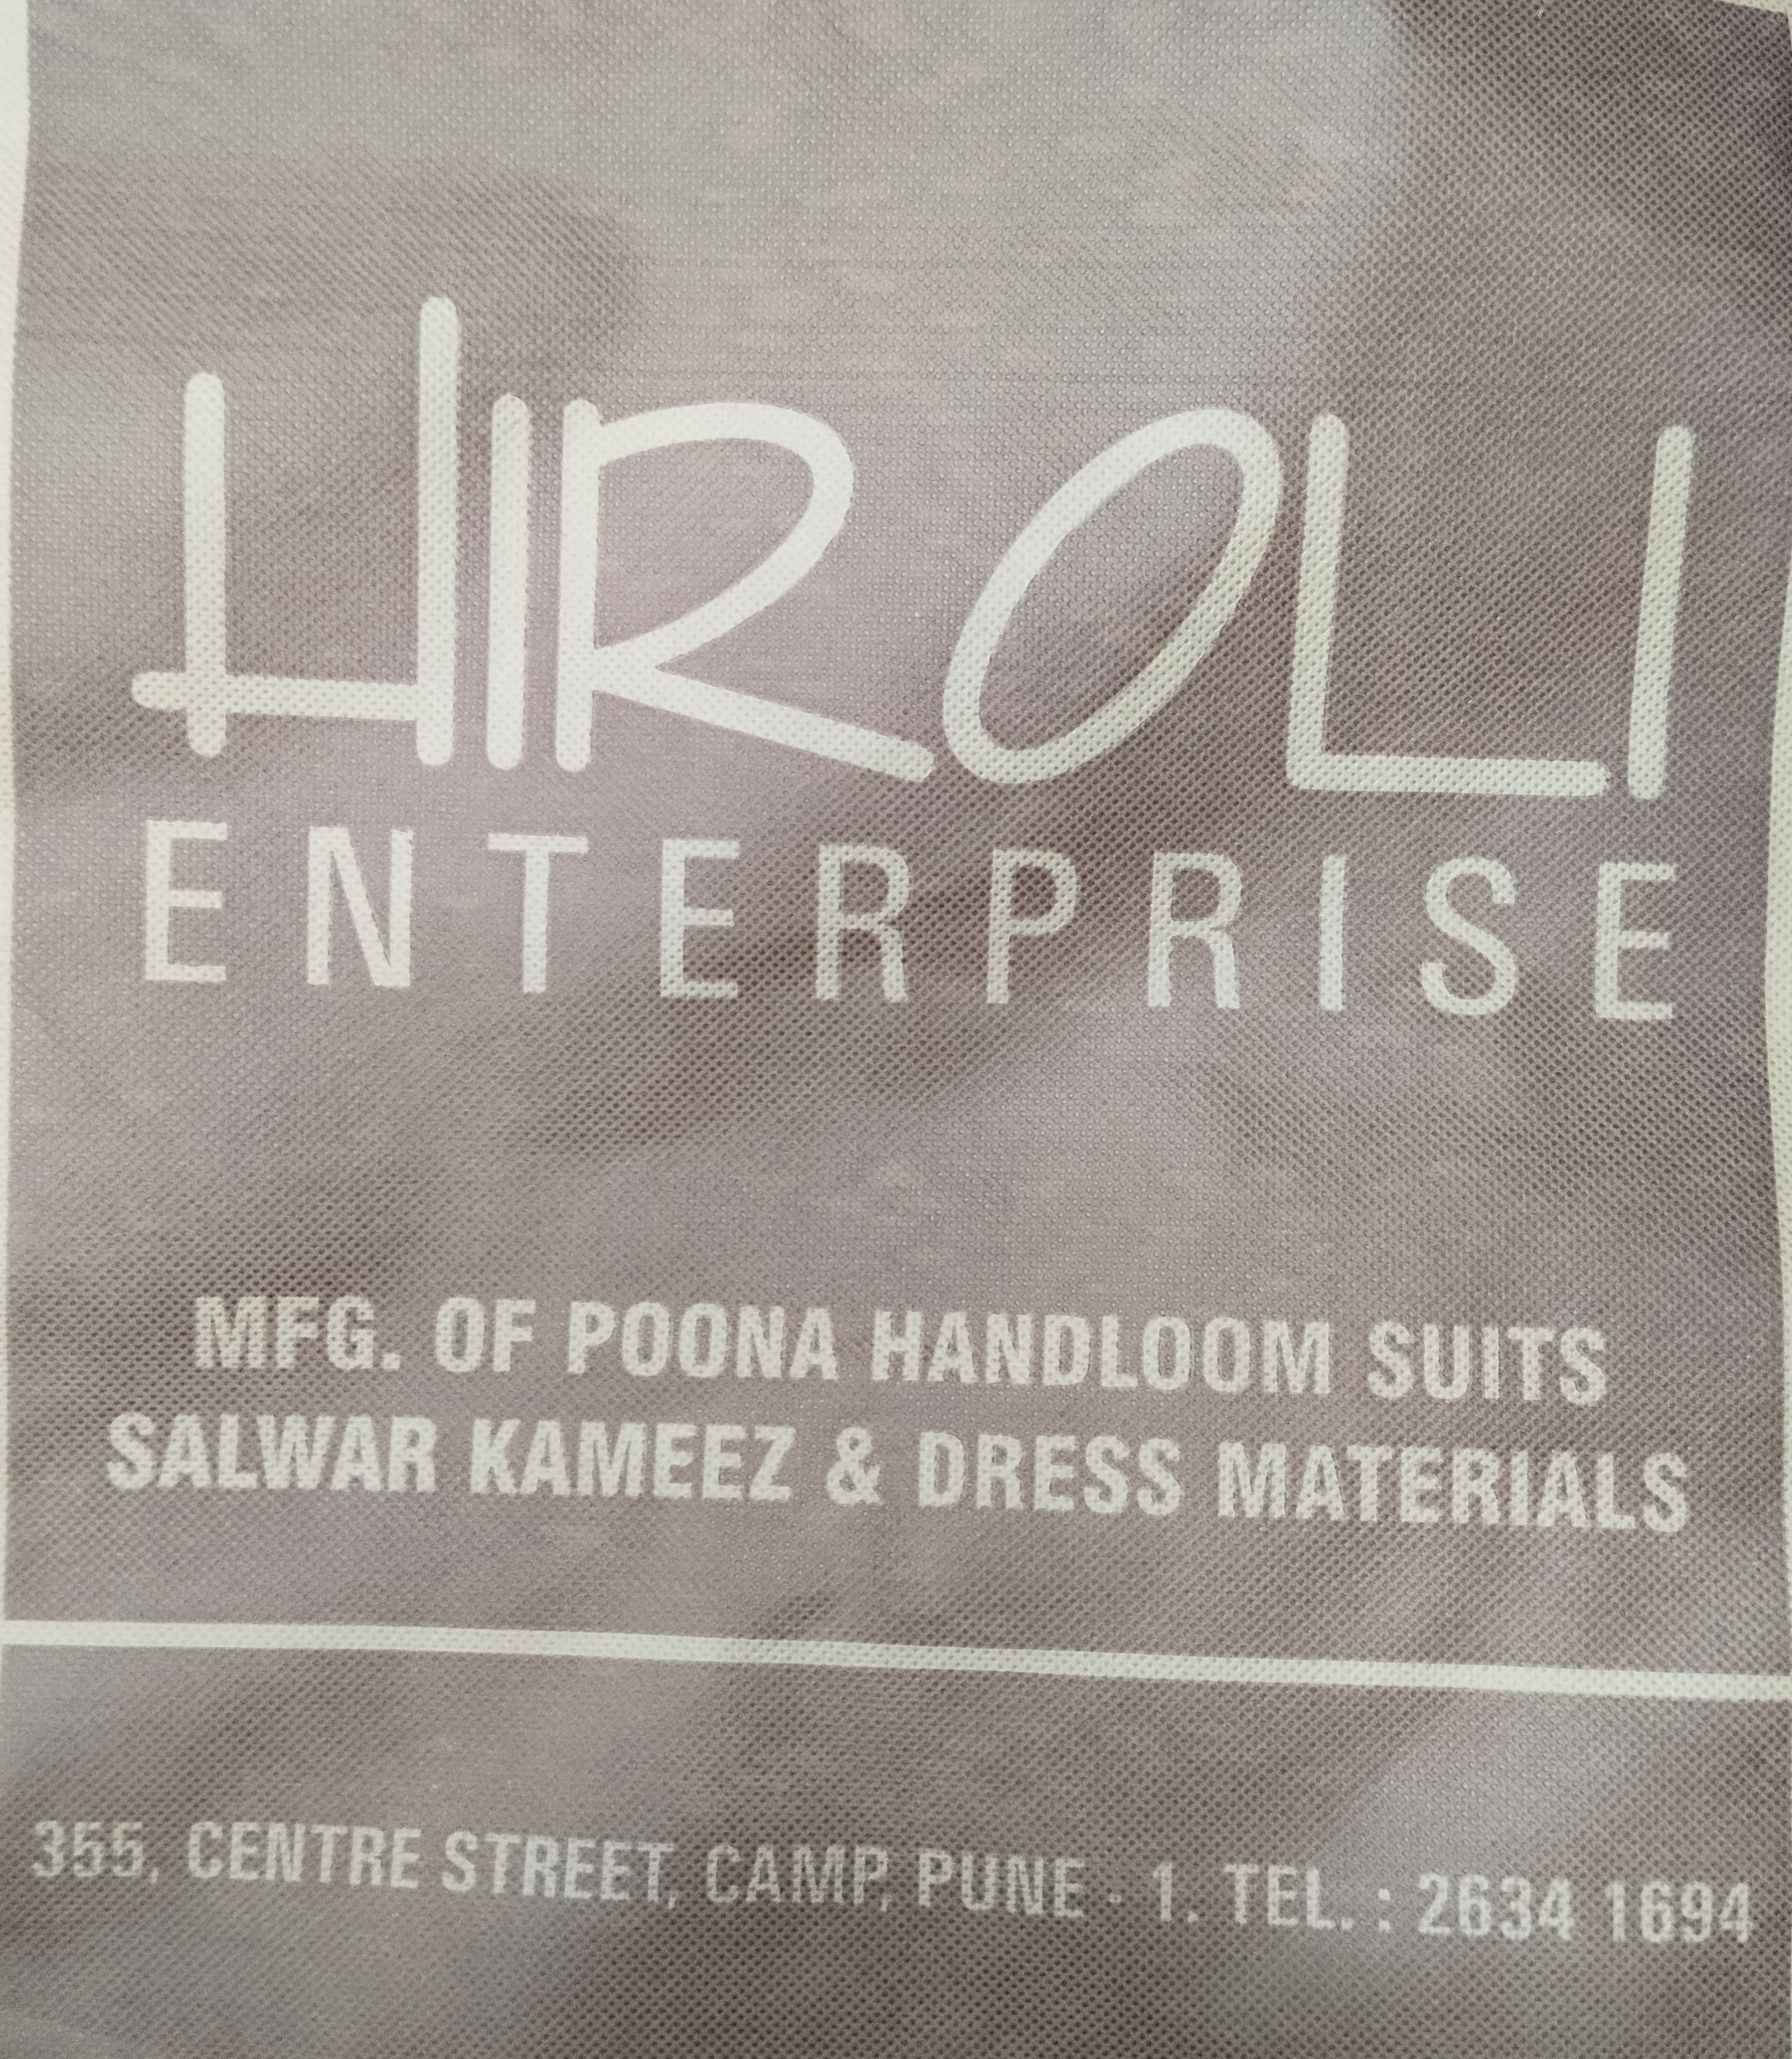 HIROLI
ENTERPRISE
MFG. OF POONA HANDLOOM SUITS
SALWAR KAMEEZ & DRESS MATERIALS
355, CENTRE STREET, CAMP, PUNE - 1. TEL. : 2634 1694